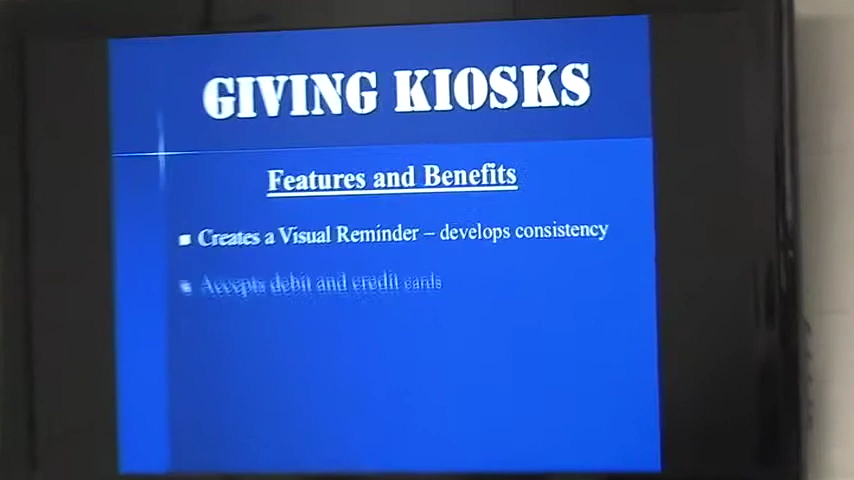 GIVING KIOSKS
Features and Benefits
Creates a Visual Reminder – develops consistency
Accepts debit and credit cards